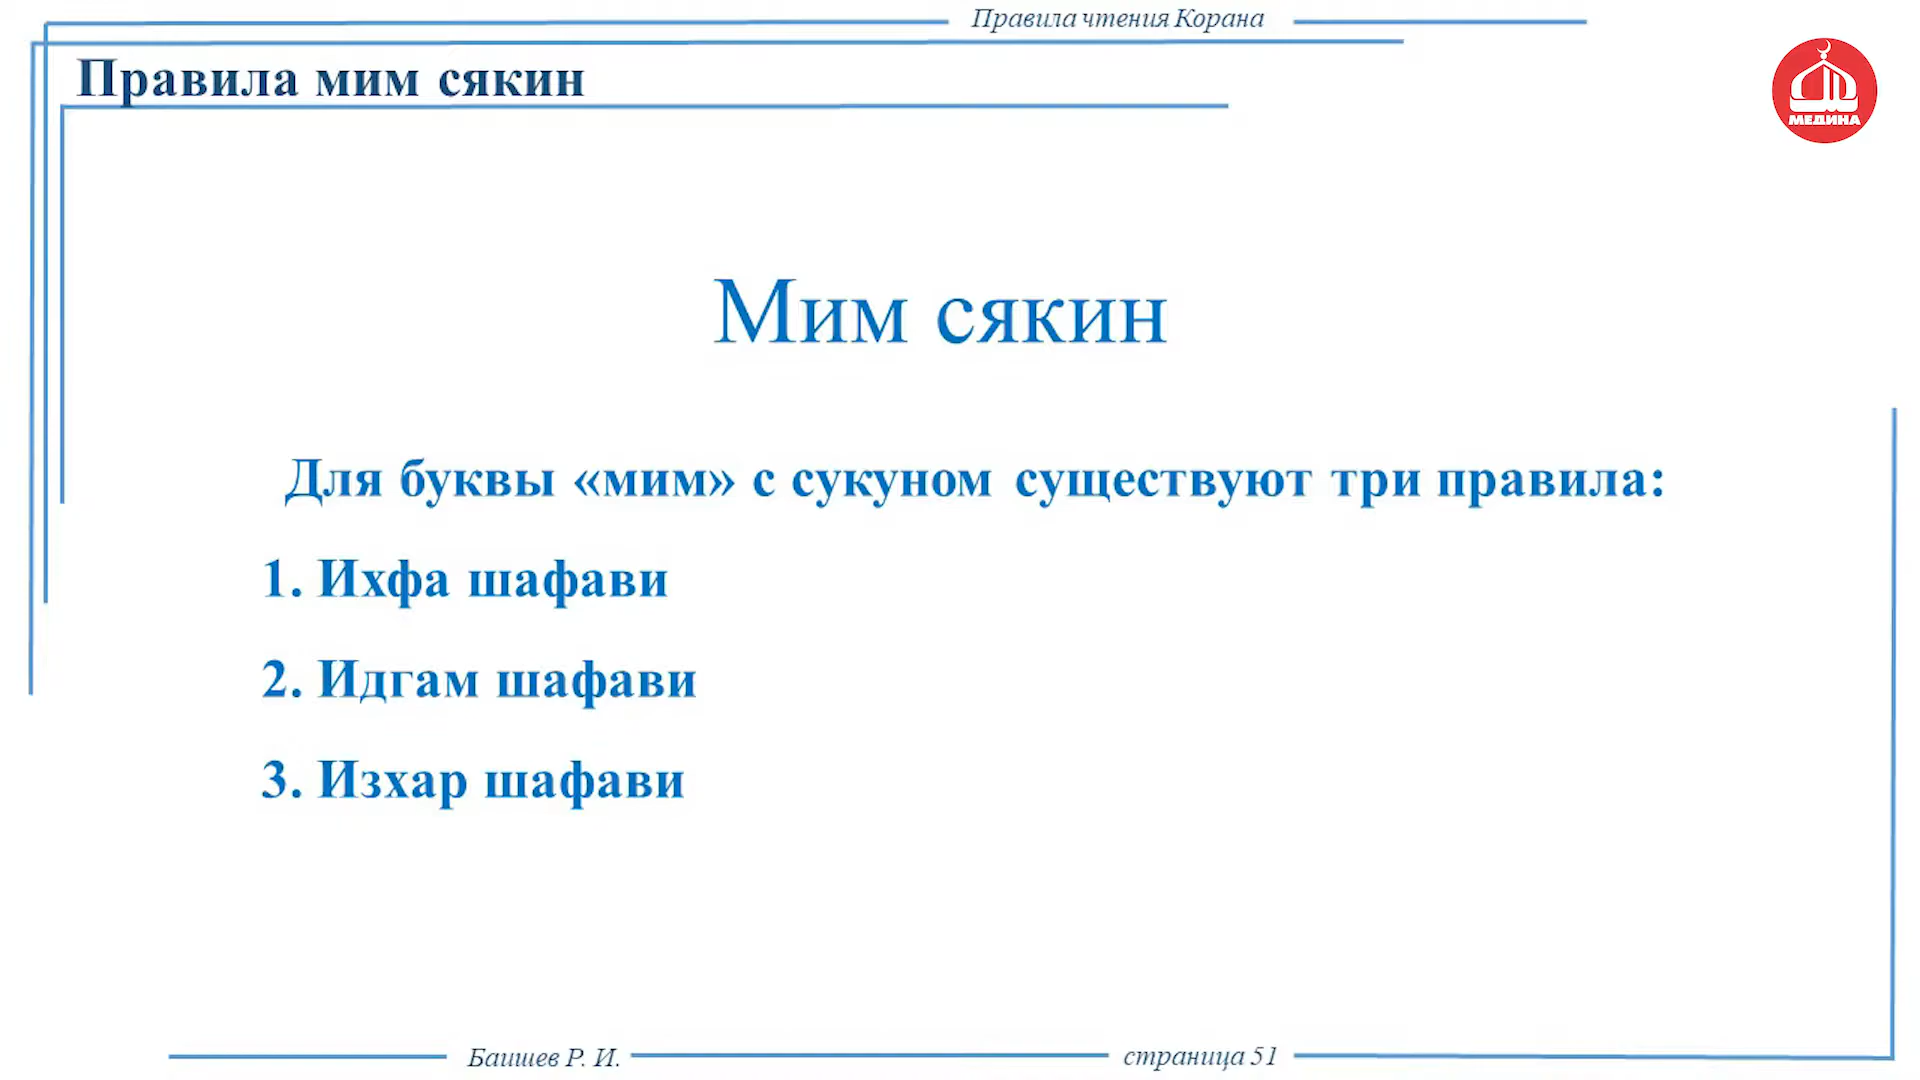 Правила чтения Корана
Правила мим сякин
МЕДИНА
Мим сякин
Для буквы «мим» с сукуном существуют три правила:
1. Ихфа шафави
2. Идгам шафави
3. Изхар шафави
Баишев Р. И.
страница 51